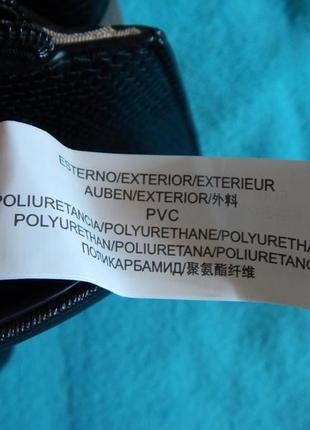 ESTERNO/EXTERIOR/EXTERIEUR
AUBEN/EXTERIOR/外料
PVC
POLIURETANCIA/POLYURETHANE/POLYURETHA
POLYURETHAN/POLIURETANA/POLIURETANO
ПОЛИКАРБАМИД/聚氨酯纤维